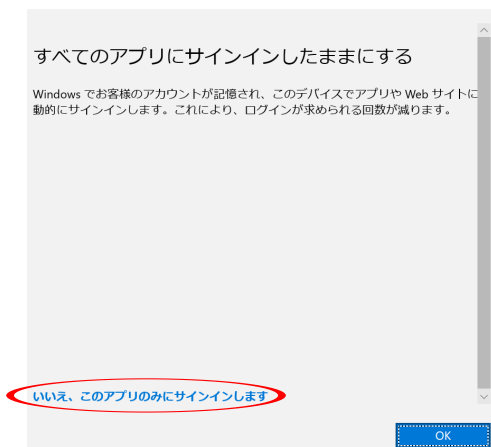 すべてのアプリにサインインしたままにする
Windows でお客様のアカウントが記憶され、このデバイスでアプリや Web サイトに
動的にサインインします。これにより、ログインが求められる回数が減ります。
いいえ、このアプリのみにサインインします
OK